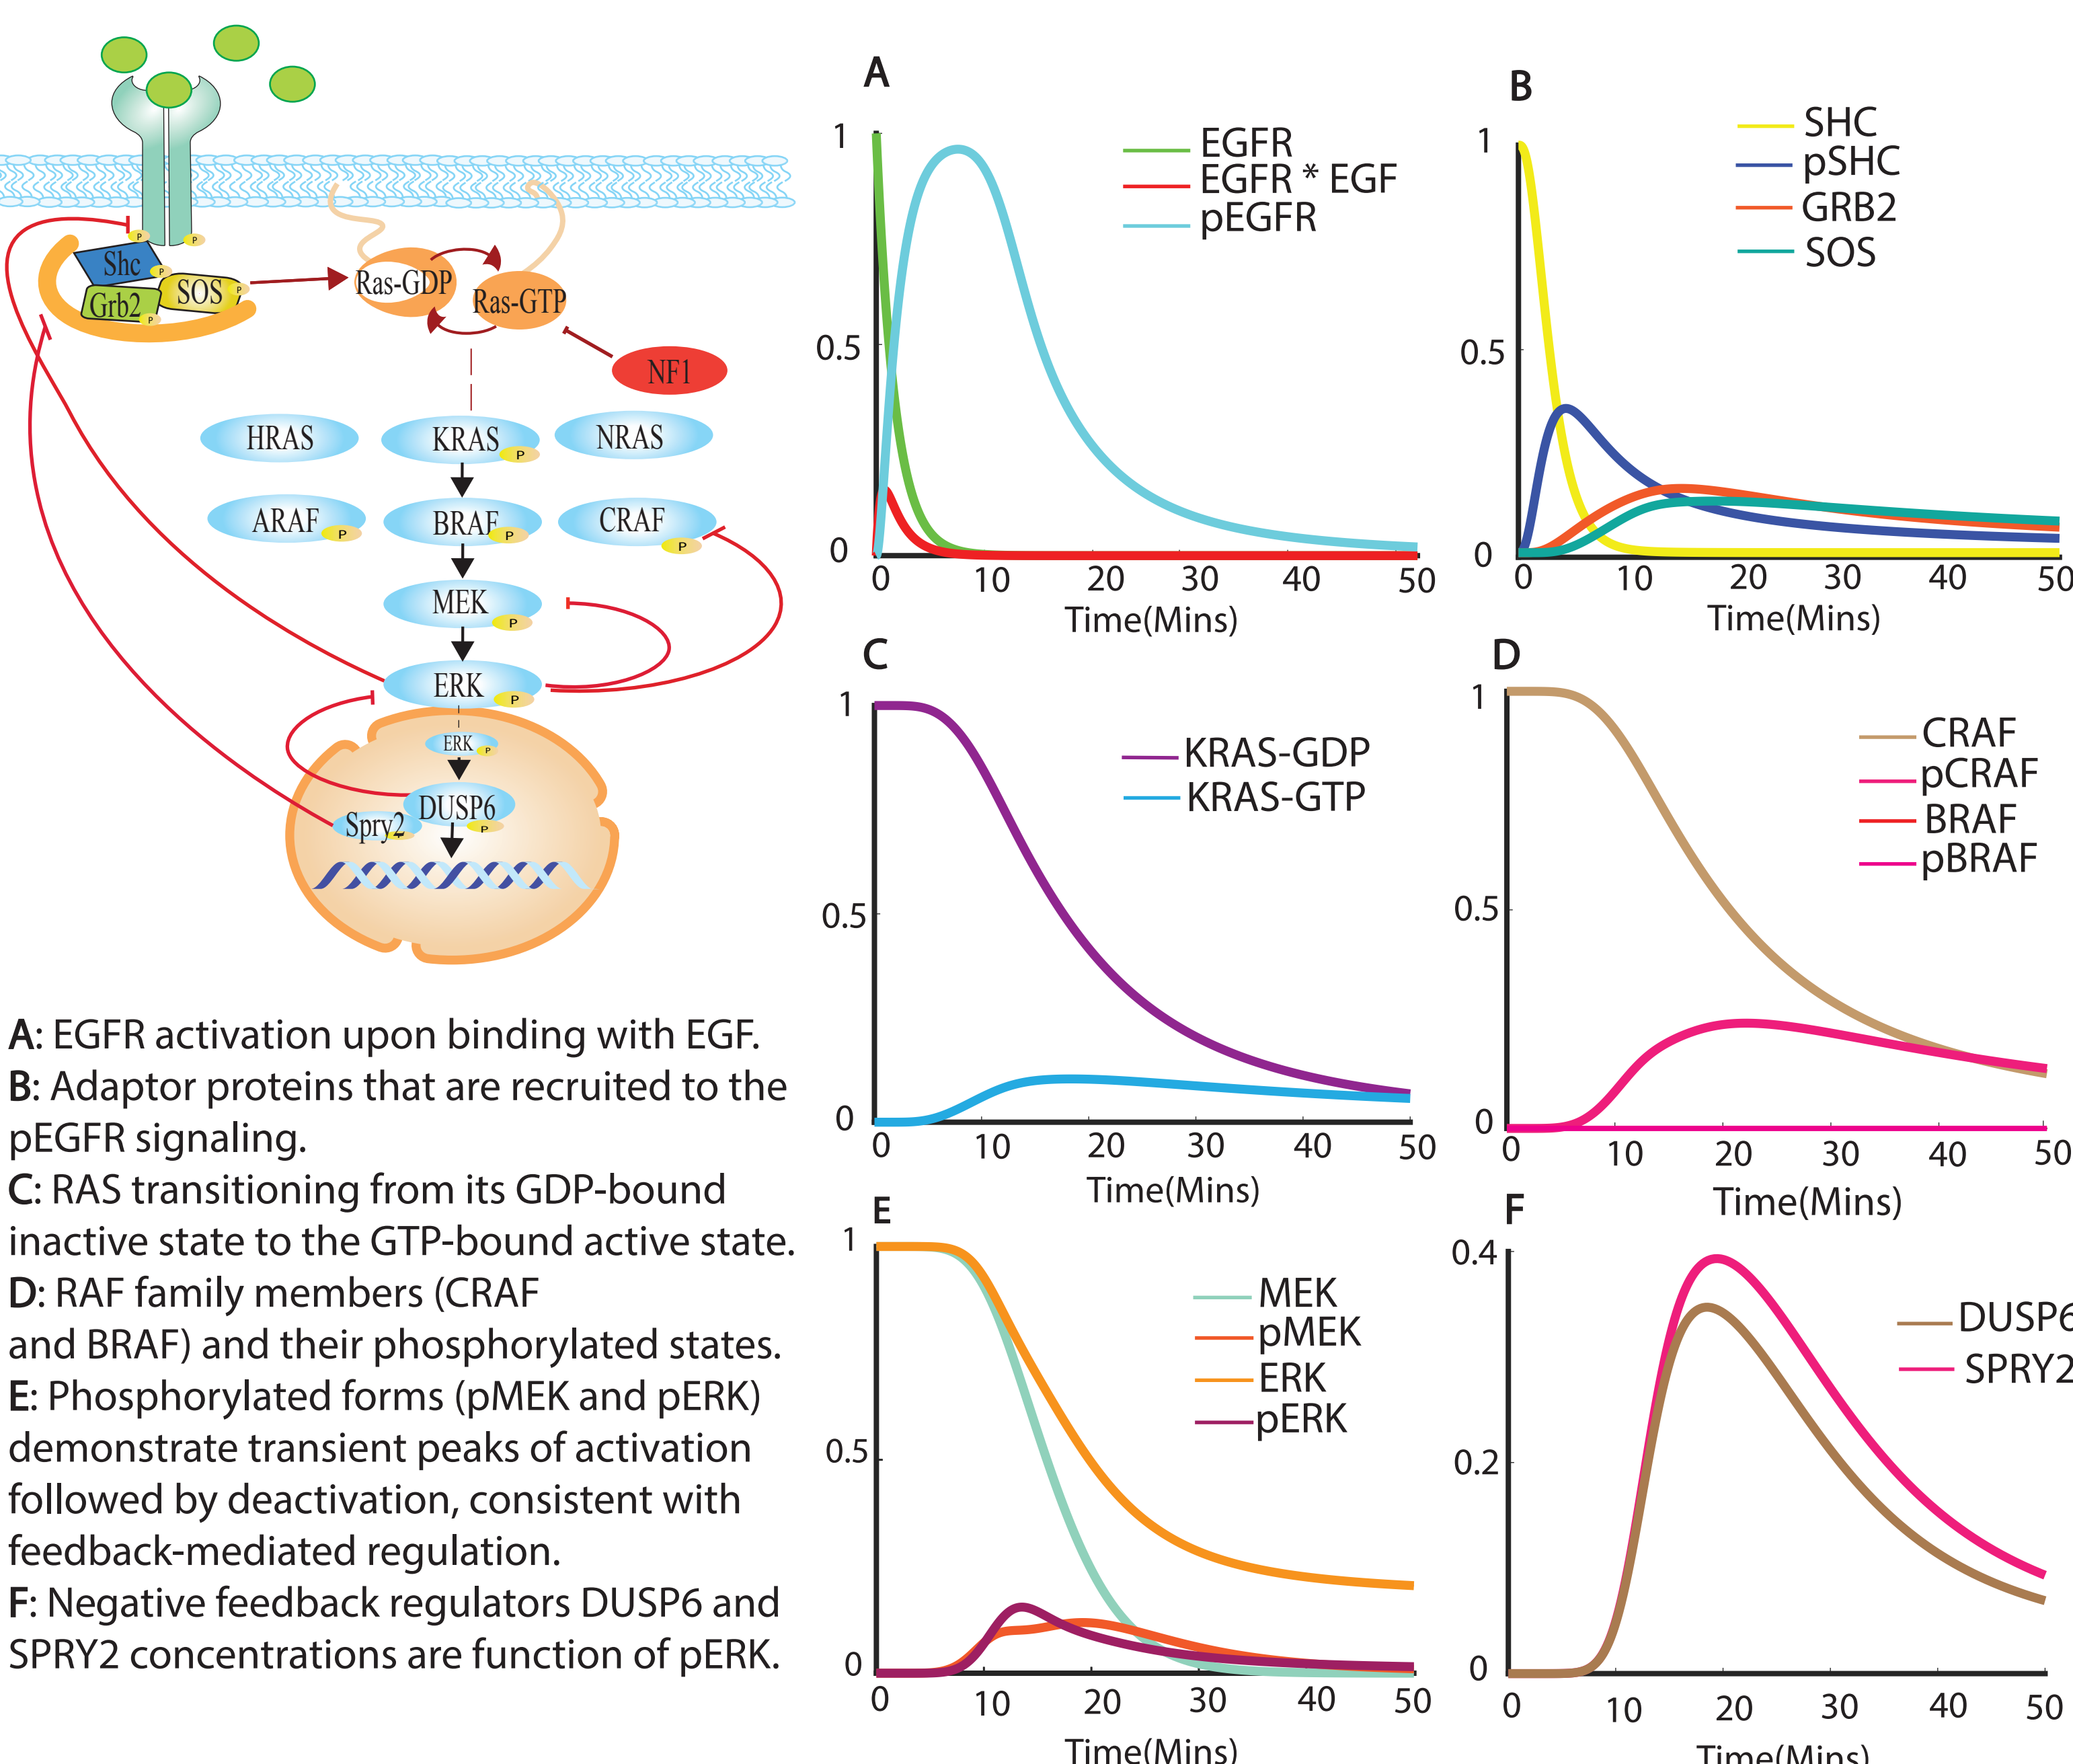 Shc
P
P
P
SOS
P
Grb2
P
Ras-GDP
Ras-GTP
NF1
HRAS
KRAS
P
NRAS
ARAF
P
BRAF
P
CRAF
P
MEK
P
ERK
P
ERK
P
DUSP6
P
Spry2
A: EGFR activation upon binding with EGF.
B: Adaptor proteins that are recruited to the
pEGFR signaling.
C: RAS transitioning from its GDP-bound
inactive state to the GTP-bound active state.
D: RAF family members (CRAF
and BRAF) and their phosphorylated states.
E: Phosphorylated forms (pMEK and pERK)
demonstrate transient peaks of activation
followed by deactivation, consistent with
feedback-mediated regulation.
F: Negative feedback regulators DUSP6 and
SPRY2 concentrations are function of pERK.
A
1
0.5
0
EGFR
EGFR * EGF
pEGFR
0 10 20 30 40 50
Time(Mins)
B
1
0.5
0
SHC
pSHC
GRB2
SOS
0 10 20 30 40 50
Time(Mins)
C
1
0.5
0
KRAS-GDP
KRAS-GTP
0 10 20 30 40 50
Time(Mins)
D
1
0.5
0
CRAF
pCRAF
BRAF
pBRAF
0 10 20 30 40 50
Time(Mins)
E
1
0.5
0
MEK
pMEK
ERK
pERK
0 10 20 30 40 50
Time(Mins)
F
0.4
0.2
0
DUSP6
SPRY2
0 10 20 30 40 50
Time(Mins)